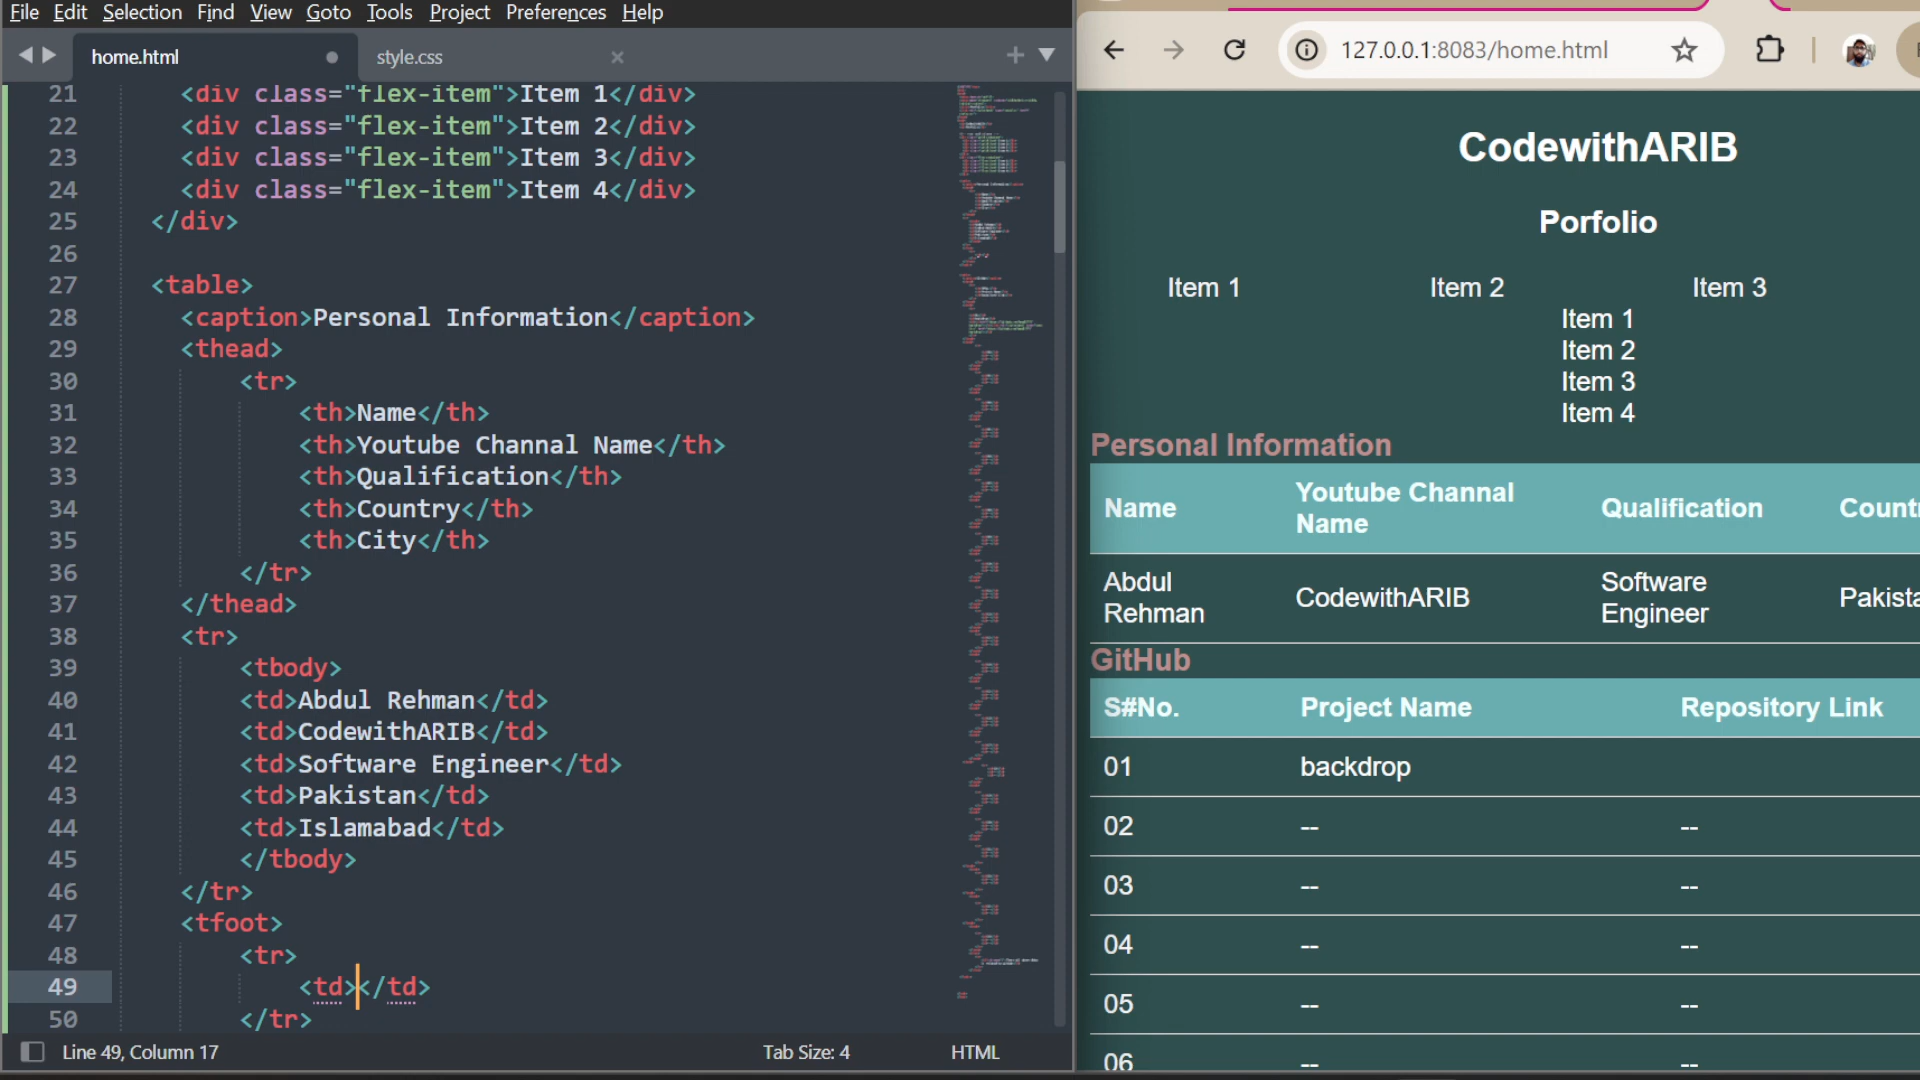 File Edit Selection Find View Goto Tools Project Preferences Help
home.html
style.css
21 <div class="flex-item">Item 1</div>
22 <div class="flex-item">Item 2</div>
23 <div class="flex-item">Item 3</div>
24 <div class="flex-item">Item 4</div>
25 </div>
26
27 <table>
28 <caption>Personal Information</caption>
29 <thead>
30 <tr>
31 <th>Name</th>
32 <th>Youtube Channal Name</th>
33 <th>Qualification</th>
34 <th>Country</th>
35 <th>City</th>
36 </tr>
37 </thead>
38 <tr>
39 <tbody>
40 <td>Abdul Rehman</td>
41 <td>CodewithARIB</td>
42 <td>Software Engineer</td>
43 <td>Pakistan</td>
44 <td>Islamabad</td>
45 </tbody>
46 </tr>
47 <tfoot>
48 <tr>
49 <td></td>
50 </tr>
Line 49, Column 17
Tab Size: 4
HTML
127.0.0.1:8083/home.html
CodewithARIB
Porfolio
Item 1 Item 2 Item 3
Item 1
Item 2
Item 3
Item 4
Personal Information
Name Youtube Channal Name Qualification Countr
Abdul Rehman CodewithARIB Software Engineer Pakista
GitHub
S#No. Project Name Repository Link
01 backdrop
02 -- --
03 -- --
04 -- --
05 -- --
06 -- --